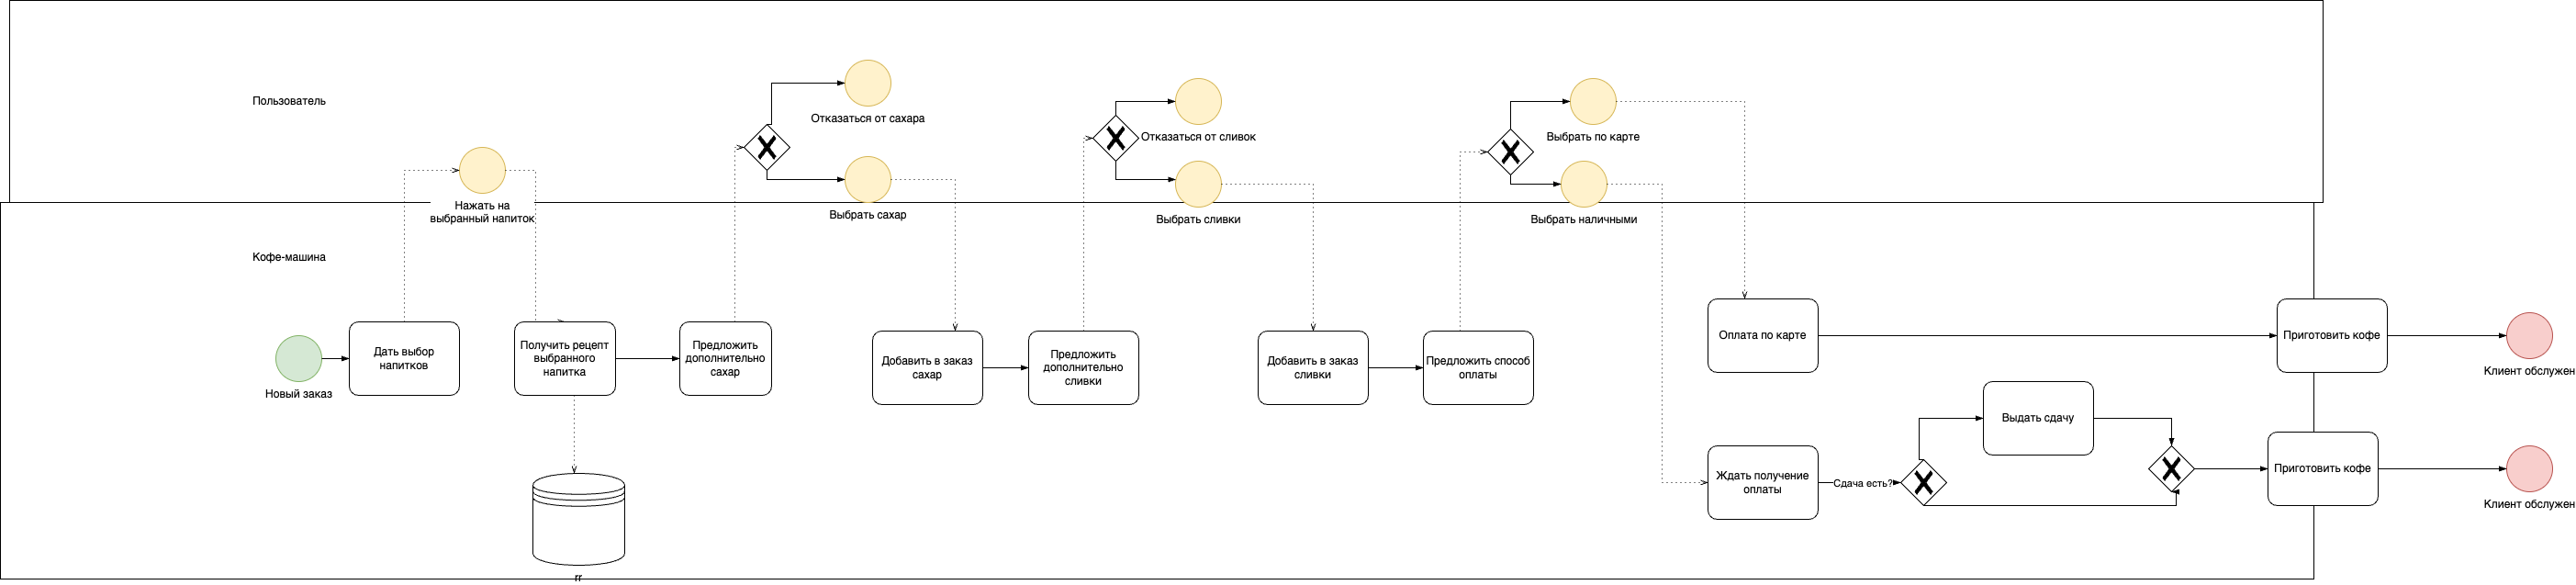 Пользователь
Отказаться от сахара
Отказаться от сливок
Выбрать по карте
Нажать на
выбранный напиток
Выбрать сахар
Выбрать сливки
Выбрать наличными
Кофе-машина
Новый заказ
Дать выбор
напитков
Получить рецепт
выбранного
напитка
Предложить
дополнительно
сахар
Добавить в заказ
сахар
Предложить
дополнительно
сливки
Добавить в заказ
сливки
Предложить способ
оплаты
Оплата по карте
Приготовить кофе
Клиент обслужен
Выдать сдачу
Ждать получение
оплаты
Сдача есть?
Приготовить кофе
Клиент обслужен
rr